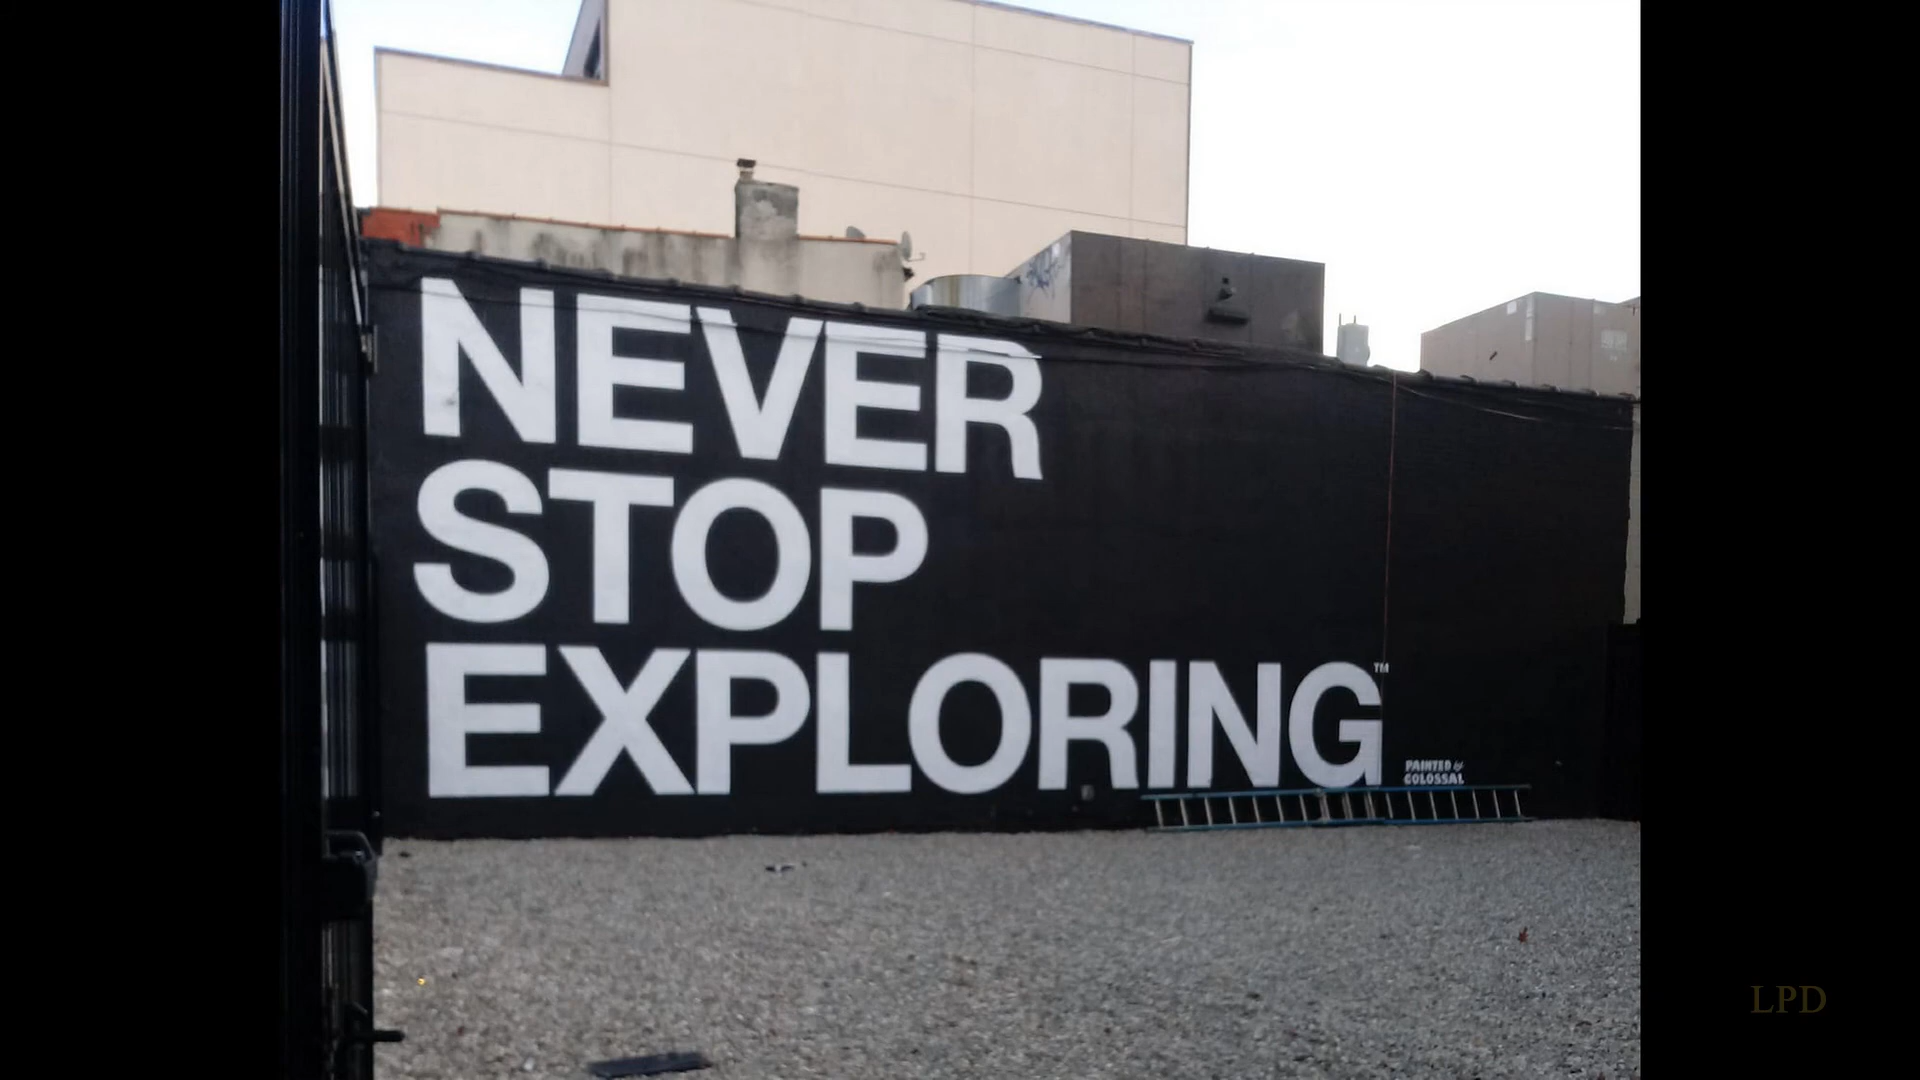 NEVER
STOP
EXPLORING™
PAINTED by
COLOSSAL
LPD